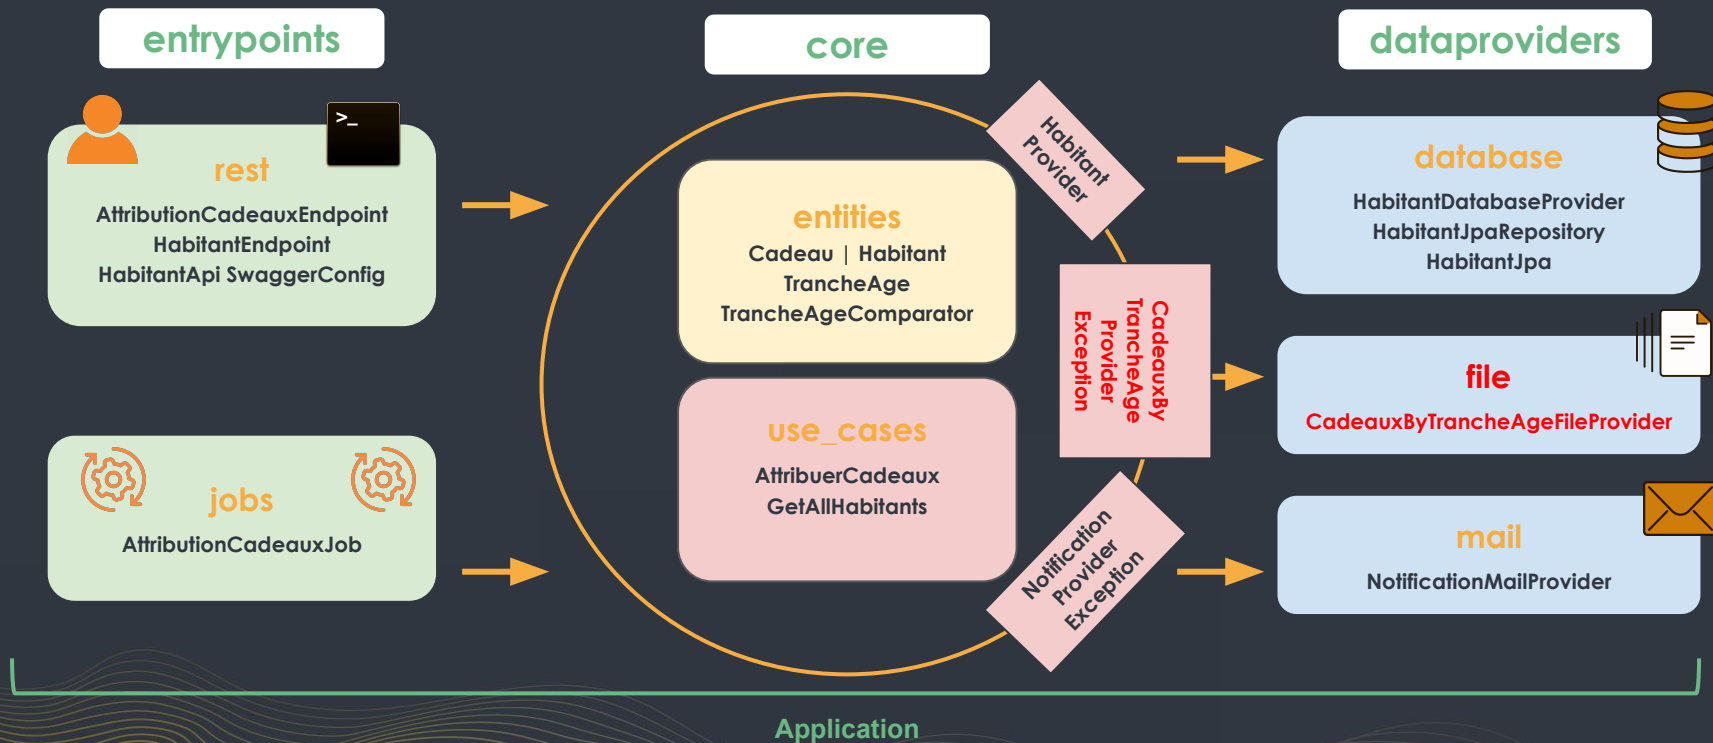 entrypoints
core
dataproviders
>_
rest
AttributionCadeauxEndpoint
HabitantEndpoint
HabitantApi SwaggerConfig
jobs
AttributionCadeauxJob
entities
Cadeau | Habitant
TrancheAge
TrancheAgeComparator
use_cases
AttribuerCadeaux
GetAllHabitants
Habitant
Provider
CadeauxBy
TrancheAge
Provider
Exception
Notification
Provider
Exception
database
HabitantDatabaseProvider
HabitantJpaRepository
HabitantJpa
file
CadeauxByTrancheAgeFileProvider
mail
NotificationMailProvider
Application